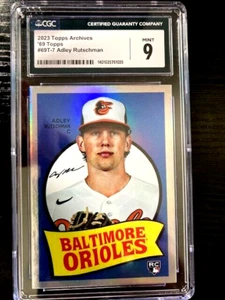 CGC
CERTIFIED GUARANTY COMPANY
2023 Topps Archives
'69 Topps
#69T-7 Adley Rutschman
MINT
9
ADLEY
RUTSCHMAN
C
BALTIMORE
ORIOLES
RC